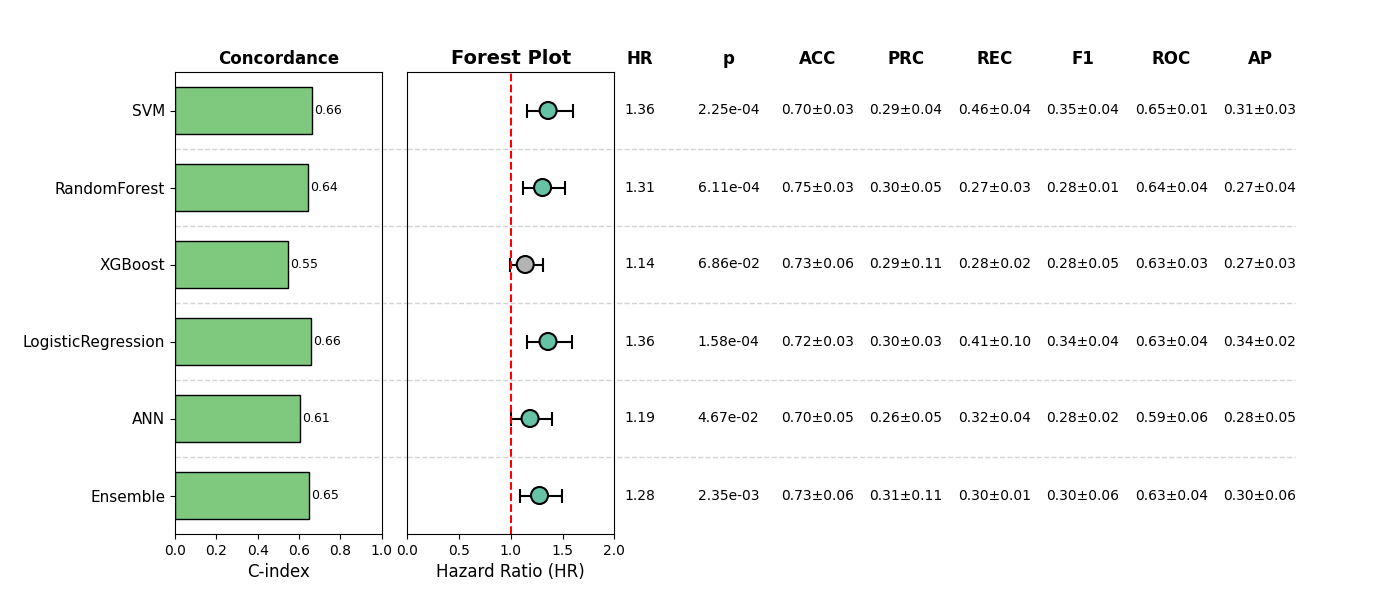 Concordance Forest Plot HR p ACC PRC REC F1 ROC AP
SVM 0.66 1.36 2.25e-04 0.70±0.03 0.29±0.04 0.46±0.04 0.35±0.04 0.65±0.01 0.31±0.03
RandomForest 0.64 1.31 6.11e-04 0.75±0.03 0.30±0.05 0.27±0.03 0.28±0.01 0.64±0.04 0.27±0.04
XGBoost 0.55 1.14 6.86e-02 0.73±0.06 0.29±0.11 0.28±0.02 0.28±0.05 0.63±0.03 0.27±0.03
LogisticRegression 0.66 1.36 1.58e-04 0.72±0.03 0.30±0.03 0.41±0.10 0.34±0.04 0.63±0.04 0.34±0.02
ANN 0.61 1.19 4.67e-02 0.70±0.05 0.26±0.05 0.32±0.04 0.28±0.02 0.59±0.06 0.28±0.05
Ensemble 0.65 1.28 2.35e-03 0.73±0.06 0.31±0.11 0.30±0.01 0.30±0.06 0.63±0.04 0.30±0.06
0.0 0.2 0.4 0.6 0.8 1.0 0.0 0.5 1.0 1.5 2.0
C-index Hazard Ratio (HR)